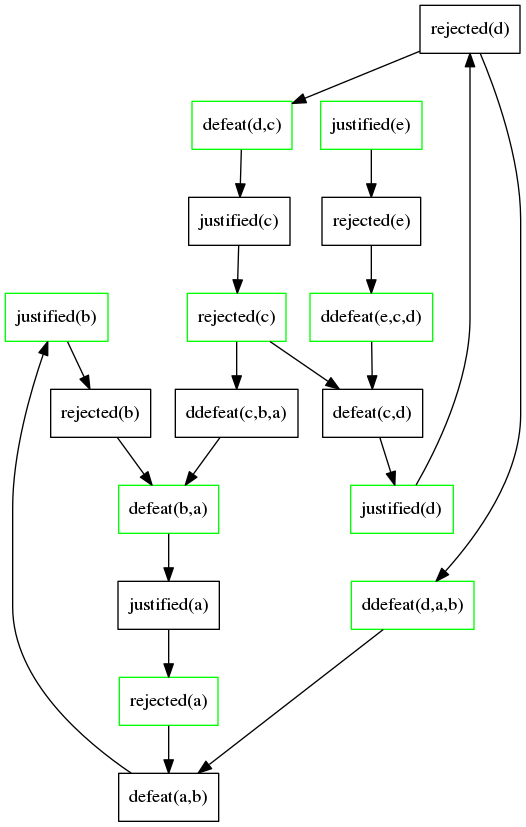 rejected(d)
defeat(d,c)
justified(e)
justified(c)
rejected(e)
justified(b)
rejected(c)
ddefeat(e,c,d)
rejected(b)
ddefeat(c,b,a)
defeat(c,d)
defeat(b,a)
justified(d)
justified(a)
ddefeat(d,a,b)
rejected(a)
defeat(a,b)